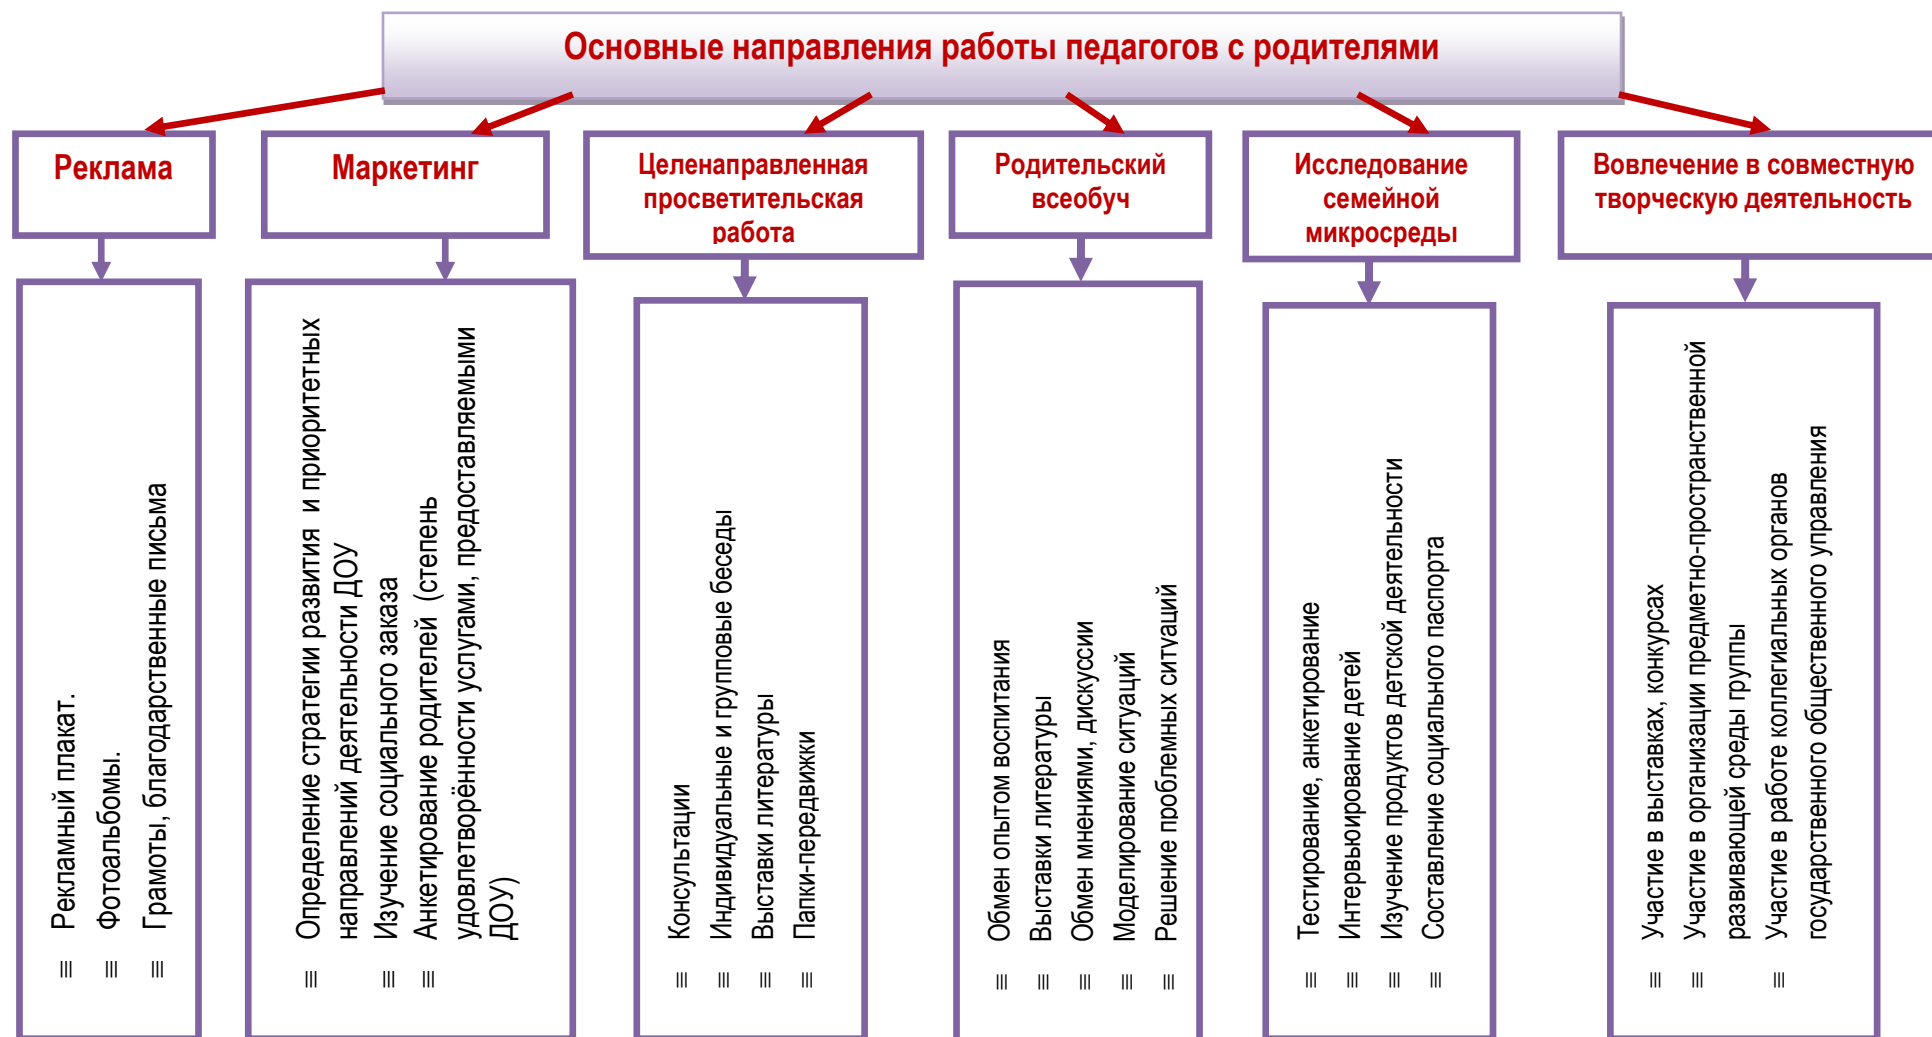 Основные направления работы педагогов с родителями
Реклама
Маркетинг
Целенаправленная
просветительская
работа
Родительский
всеобуч
Исследование
семейной
микросреды
Вовлечение в совместную
творческую деятельность
Рекламный плакат.
Фотоальбомы.
Грамоты, благодарственные письма
Определение стратегии развития  и приоритетных
направлений деятельности ДОУ
Изучение социального заказа
Анкетирование родителей  (степень
удовлетворённости услугами, предоставляемыми
ДОУ)
Консультации
Индивидуальные и групповые беседы
Выставки литературы
Папки-передвижки
Обмен опытом воспитания
Выставки литературы
Обмен мнениями, дискуссии
Моделирование ситуаций
Решение проблемных ситуаций
Тестирование, анкетирование
Интервьюирование детей
Изучение продуктов детской деятельности
Составление социального паспорта
Участие в выставках, конкурсах
Участие в организации предметно-пространственной
развивающей среды группы
Участие в работе коллегиальных органов
государственного общественного управления